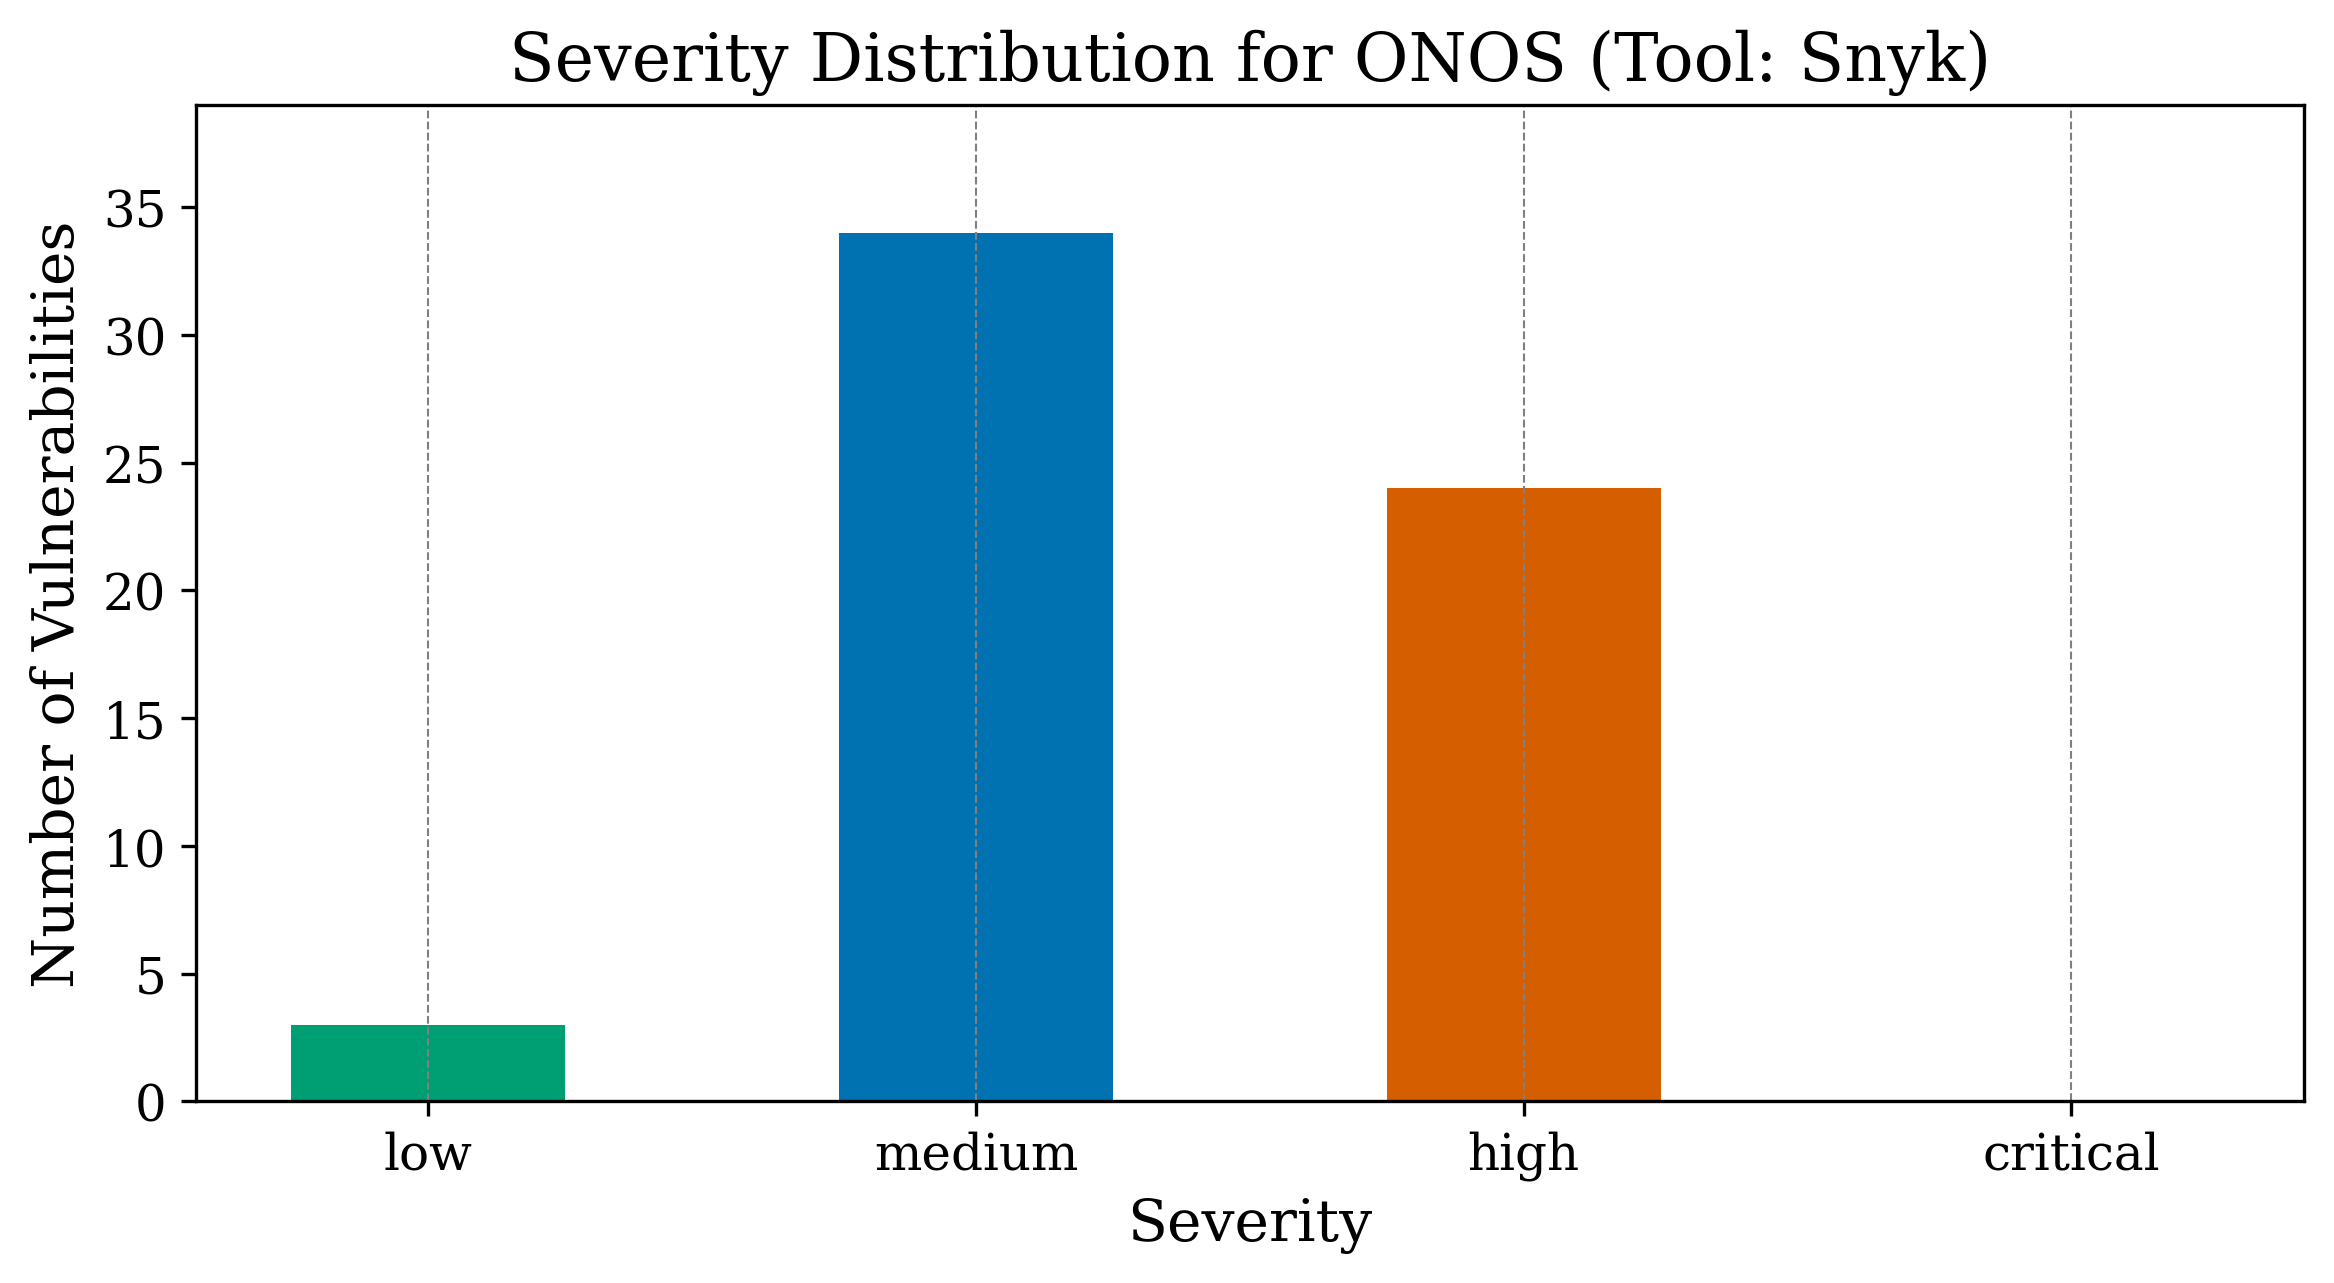 Severity Distribution for ONOS (Tool: Snyk)
Number of Vulnerabilities
35
30
25
20
15
10
5
0
low medium high critical
Severity